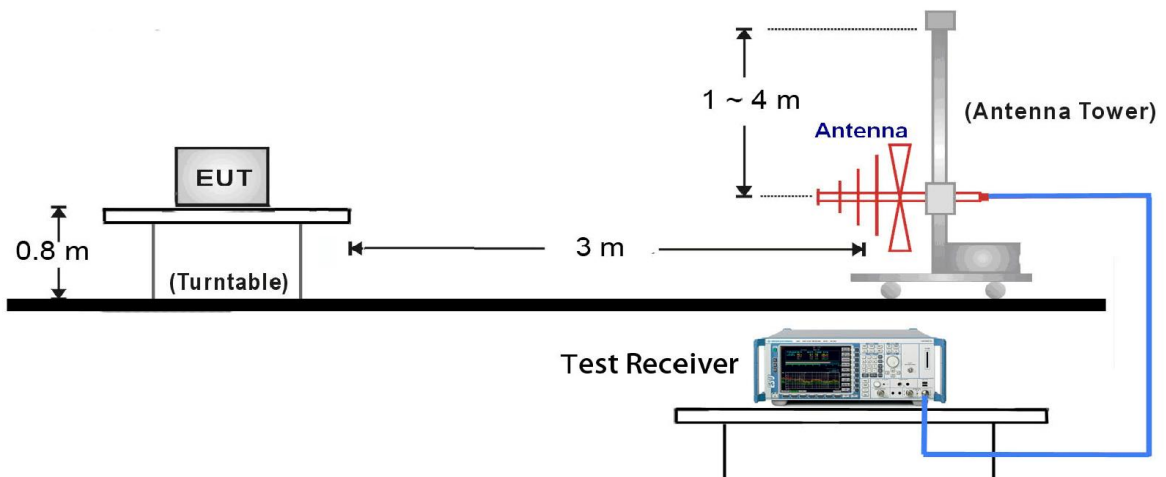 1 ~ 4 m
(Antenna Tower)
Antenna
EUT
0.8 m
3 m
(Turntable)
Test Receiver